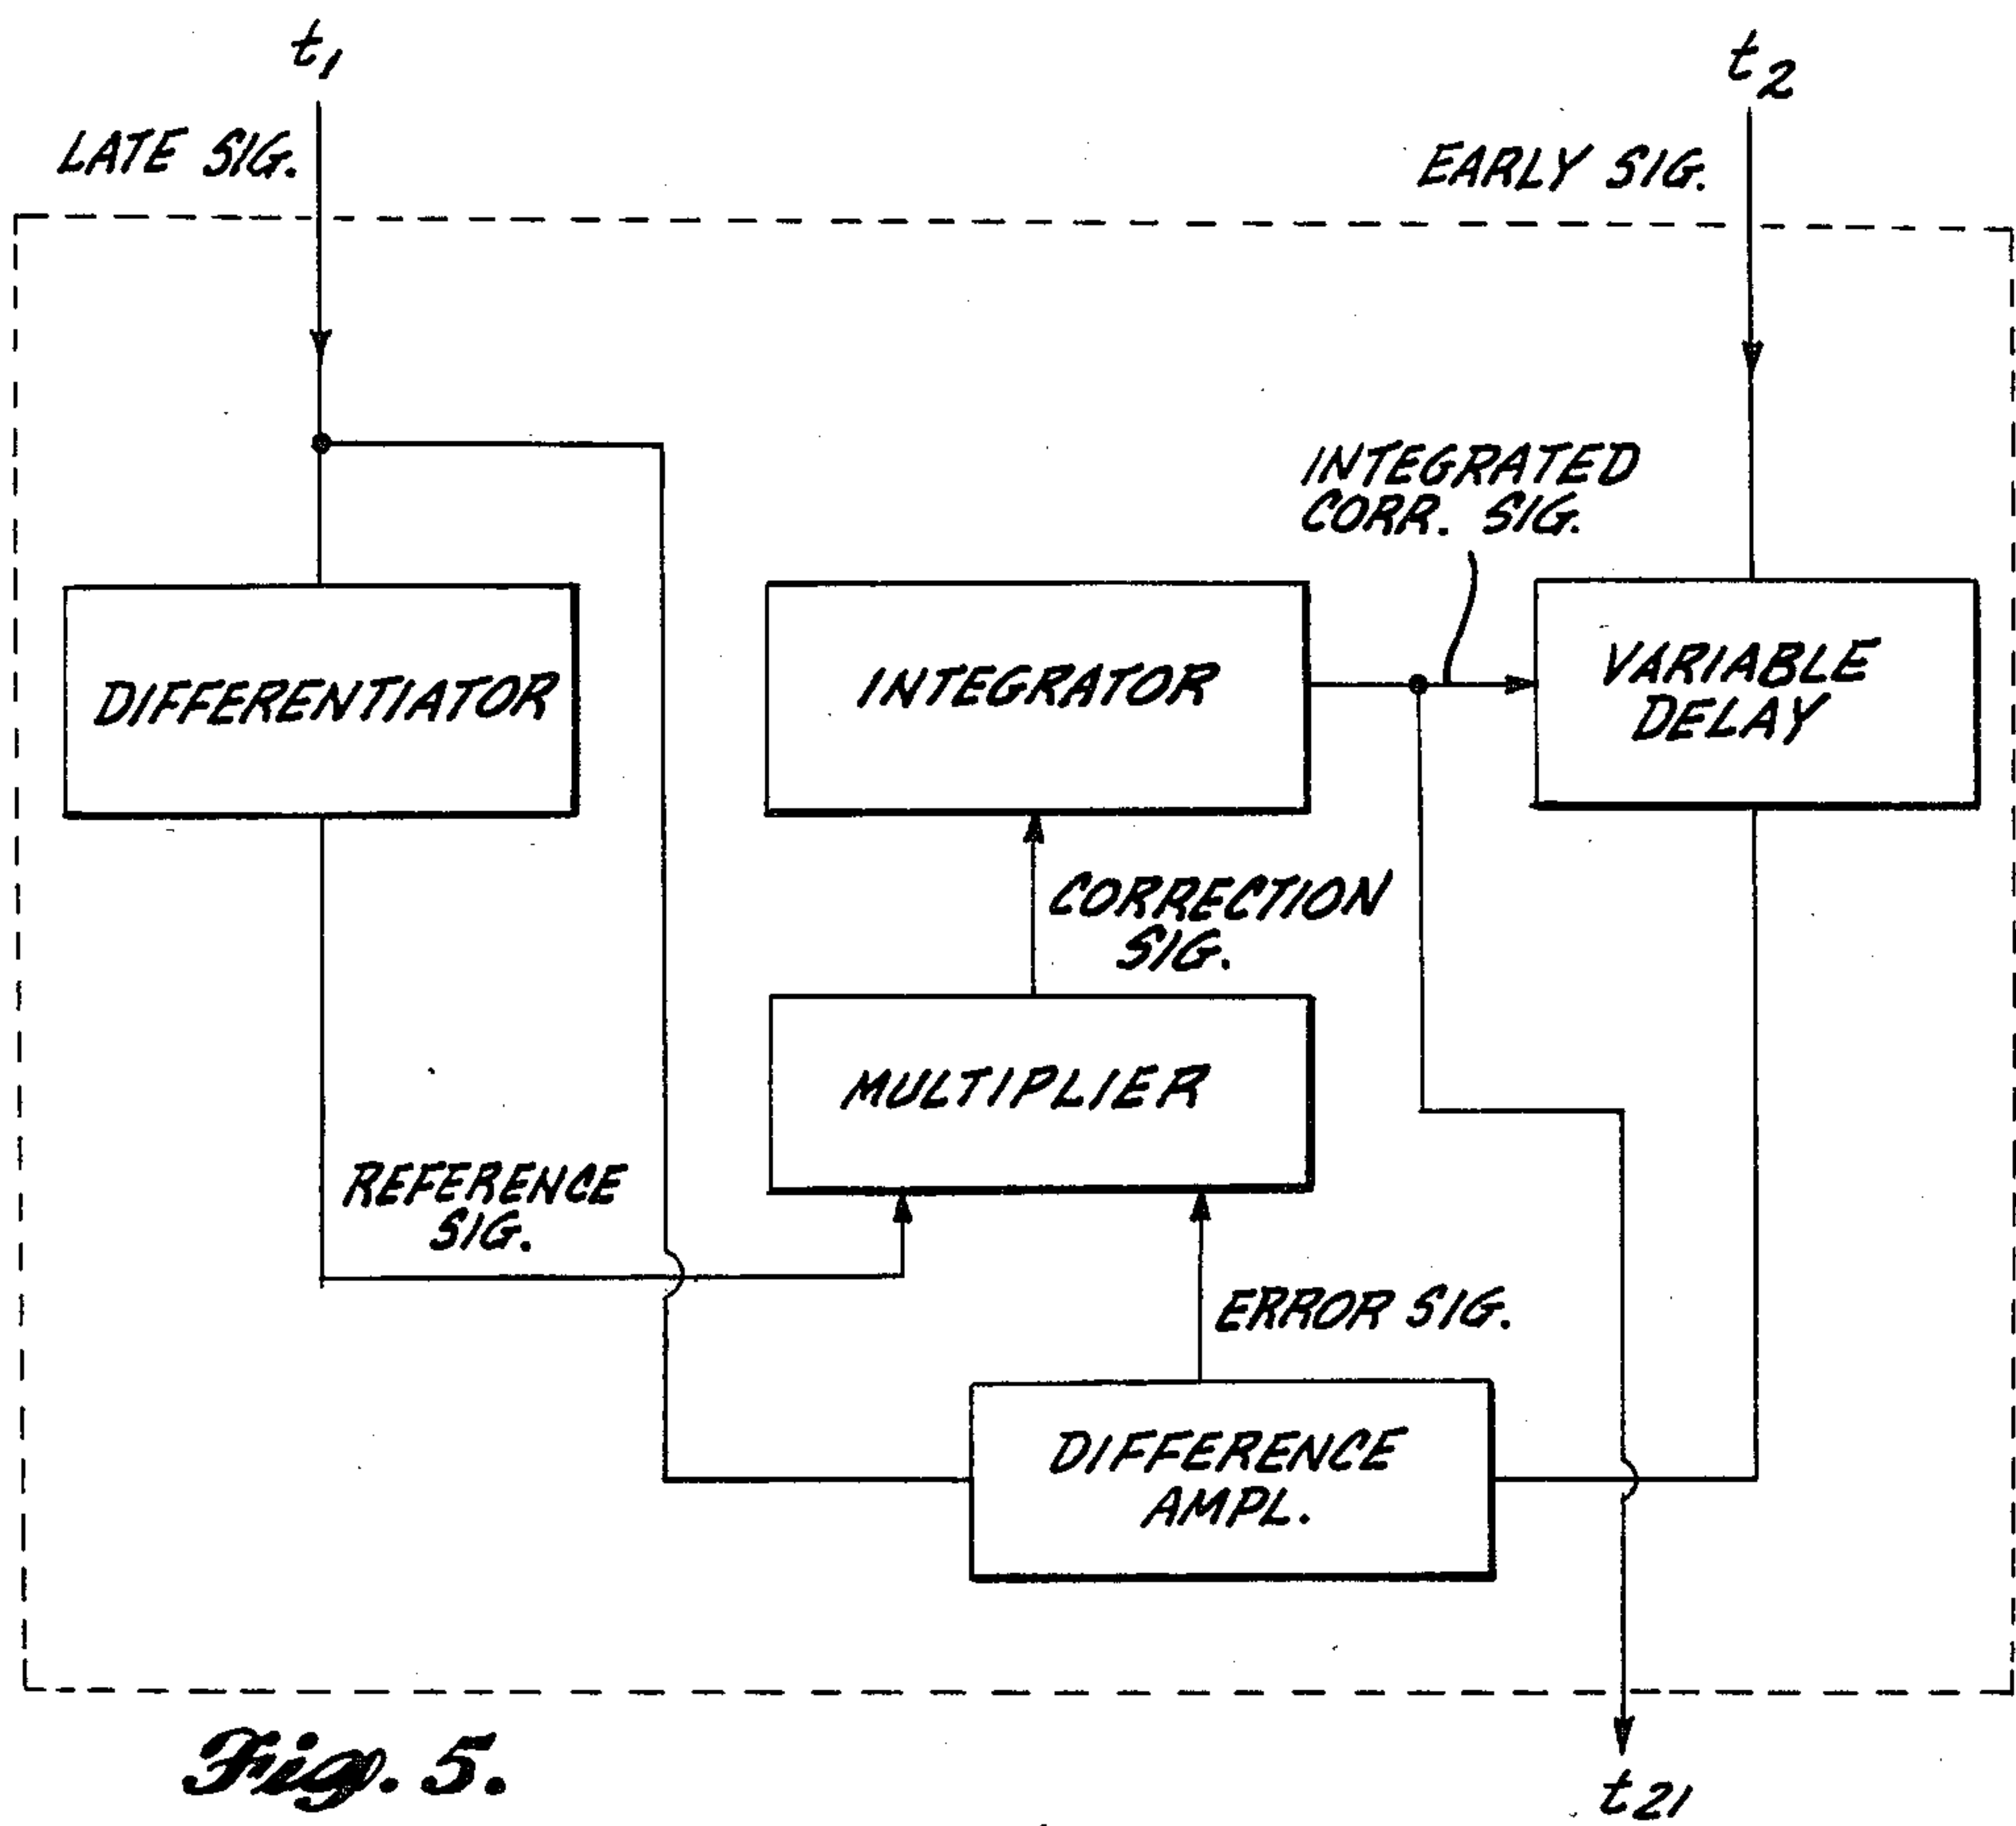 t1
t2
LATE SIG.
EARLY SIG.
INTEGRATED
CORR. SIG.
DIFFERENTIATOR
INTEGRATOR
VARIABLE
DELAY
CORRECTION
SIG.
MULTIPLIER
REFERENCE
SIG.
ERROR SIG.
DIFFERENCE
AMPL.
Fig. 5.
t21